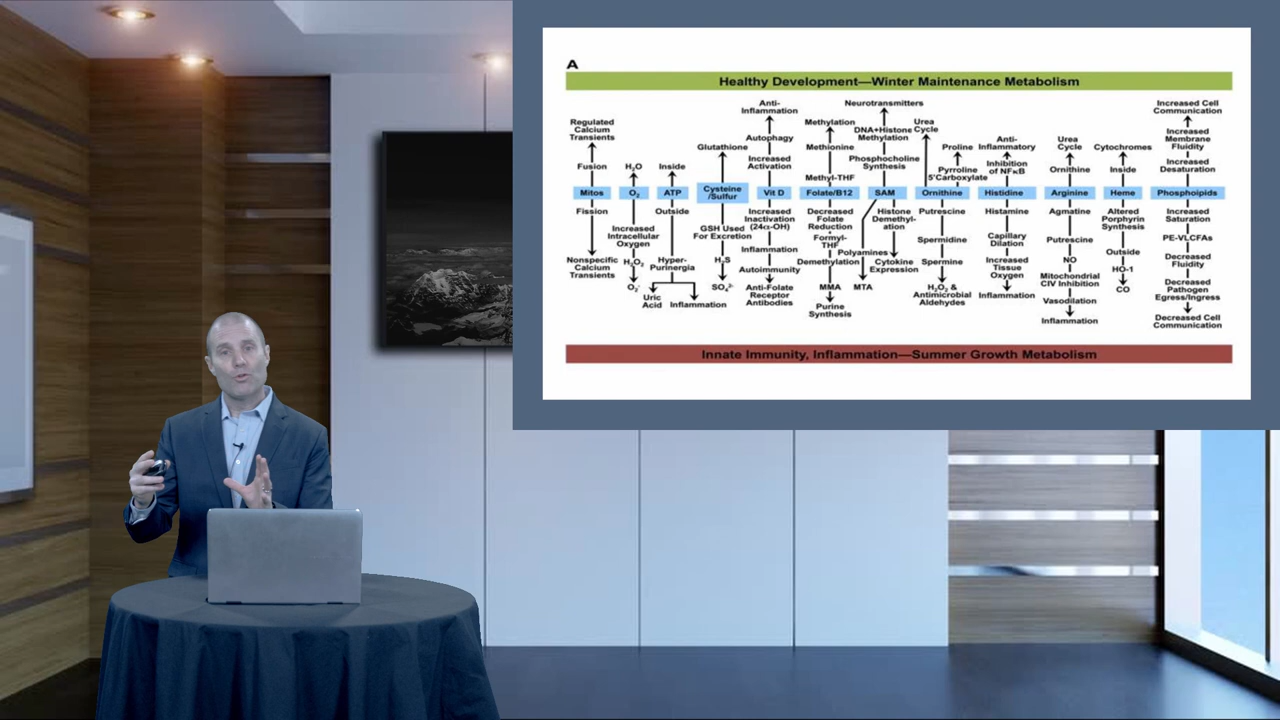 A
Healthy Development—Winter Maintenance Metabolism
Regulated
Calcium
Transients
Fusion
Mitos
Fission
Nonspecific
Calcium
Transients
H₂O
O₂
Increased
Intracellular
Oxygen
H₂O₂
O₂⁻
Inside
ATP
Outside
Hyper-
Purinergia
Uric
Acid
Inflammation
Glutathione
Cysteine
/Sulfur
GSH Used
For Excretion
H₂S
SO₄²⁻
Anti-
Inflammation
Autophagy
Increased
Activation
Vit D
Increased
Inactivation
(24α-OH)
Inflammation
Autoimmunity
Anti-Folate
Receptor
Antibodies
Methylation
Methionine
Methyl-THF
Folate/B12
Decreased
Folate
Reduction
Formyl-
THF
Demethylation
MMA
Purine
Synthesis
Neurotransmitters
DNA+Histone
Methylation
Phosphocholine
Synthesis
SAM
Polyamines
MTA
Histone
Demethyl-
ation
Cytokine
Expression
Urea
Cycle
Proline
Pyrroline
5'Carboxylate
Ornithine
Putrescine
Spermidine
Spermine
H₂O₂ &
Antimicrobial
Aldehydes
Anti-
Inflammatory
Inhibition
of NFκB
Histidine
Histamine
Capillary
Dilation
Increased
Tissue
Oxygen
Inflammation
Urea
Cycle
Ornithine
Arginine
Agmatine
Putrescine
NO
Mitochondrial
CIV Inhibition
Vasodilation
Inflammation
Cytochromes
Inside
Heme
Altered
Porphyrin
Synthesis
Outside
HO-1
CO
Increased Cell
Communication
Increased
Membrane
Fluidity
Increased
Desaturation
Phosphoipids
Increased
Saturation
PE-VLCFAs
Decreased
Fluidity
Decreased
Pathogen
Egress/Ingress
Decreased Cell
Communication
Innate Immunity, Inflammation—Summer Growth Metabolism